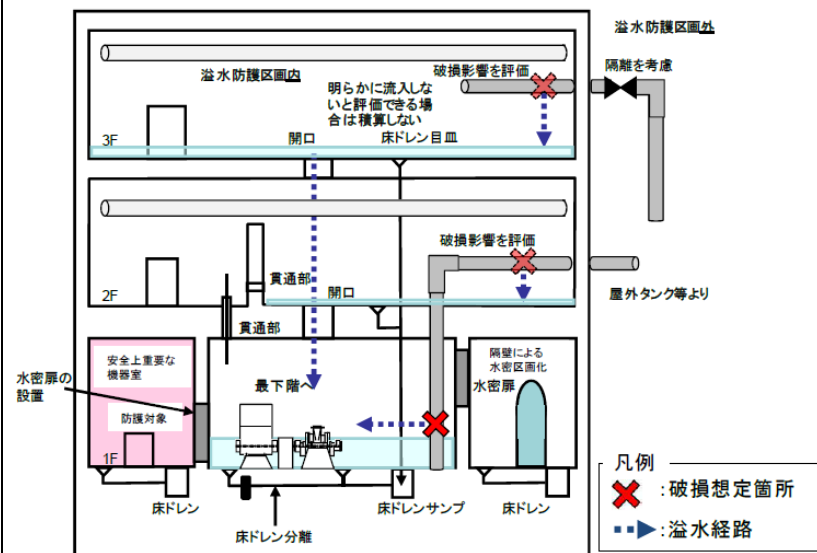 溢水防護区画外
溢水防護区画内
破損影響を評価
隔離を考慮
明らかに流入しな
いと評価できる場
合は積算しない
3F
開口
床ドレン目皿
破損影響を評価
2F
貫通部
開口
屋外タンク等より
貫通部
安全上重要な
機器室
隔壁による
水密区画化
水密扉の
設置
最下階へ
水密扉
防護対象
1F
床ドレン
床ドレンサンプ
床ドレン
床ドレン分離
凡例
:破損想定箇所
:溢水経路